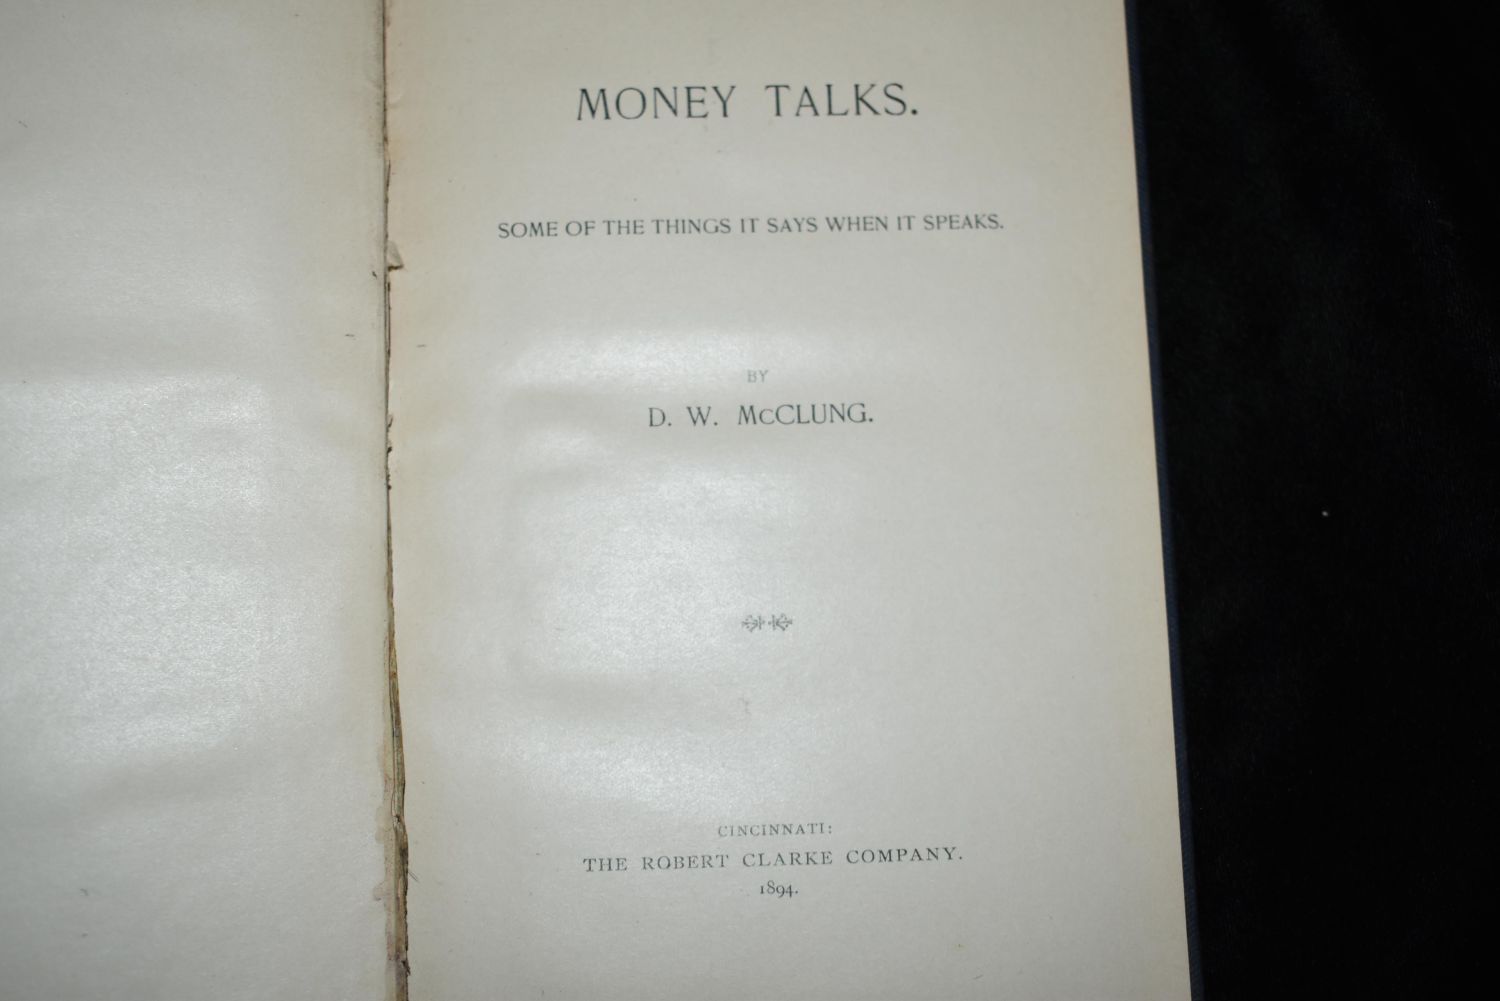 MONEY TALKS.
SOME OF THE THINGS IT SAYS WHEN IT SPEAKS.
BY
D. W. McCLUNG.
CINCINNATI:
THE ROBERT CLARKE COMPANY.
1894.